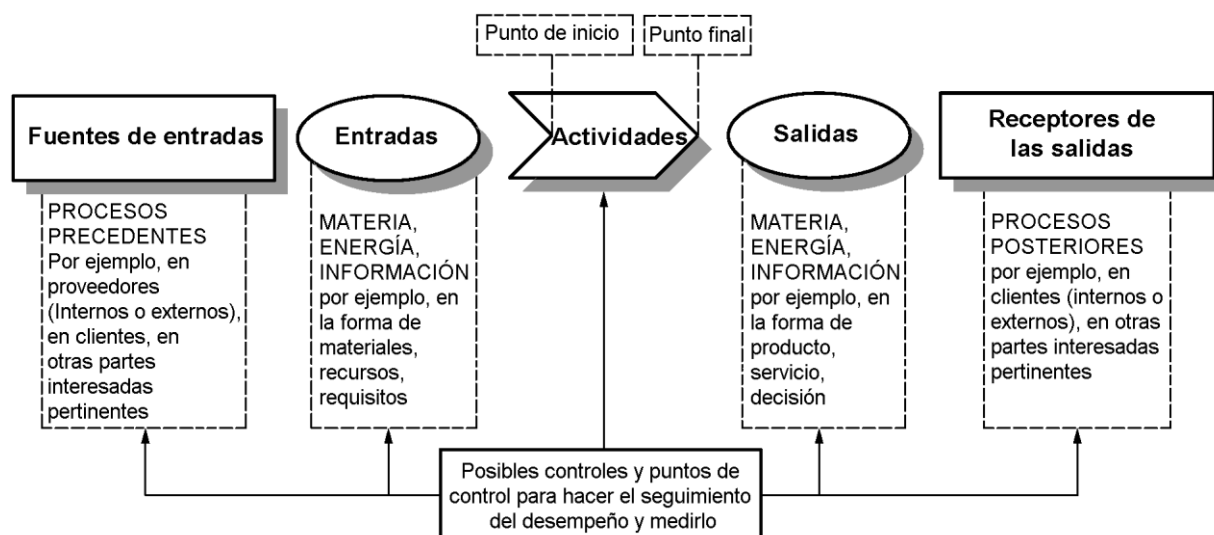 Punto de inicio
Punto final
Fuentes de entradas
Entradas
Actividades
Salidas
Receptores de
las salidas
PROCESOS
PRECEDENTES
Por ejemplo, en
proveedores
(Internos o externos),
en clientes, en
otras partes
interesadas
pertinentes
MATERIA,
ENERGÍA,
INFORMACIÓN
por ejemplo, en
la forma de
materiales,
recursos,
requisitos
MATERIA,
ENERGÍA,
INFORMACIÓN
por ejemplo, en
la forma de
producto,
servicio,
decisión
PROCESOS
POSTERIORES
por ejemplo, en
clientes (internos o
externos), en otras
partes interesadas
pertinentes
Posibles controles y puntos de
control para hacer el seguimiento
del desempeño y medirlo